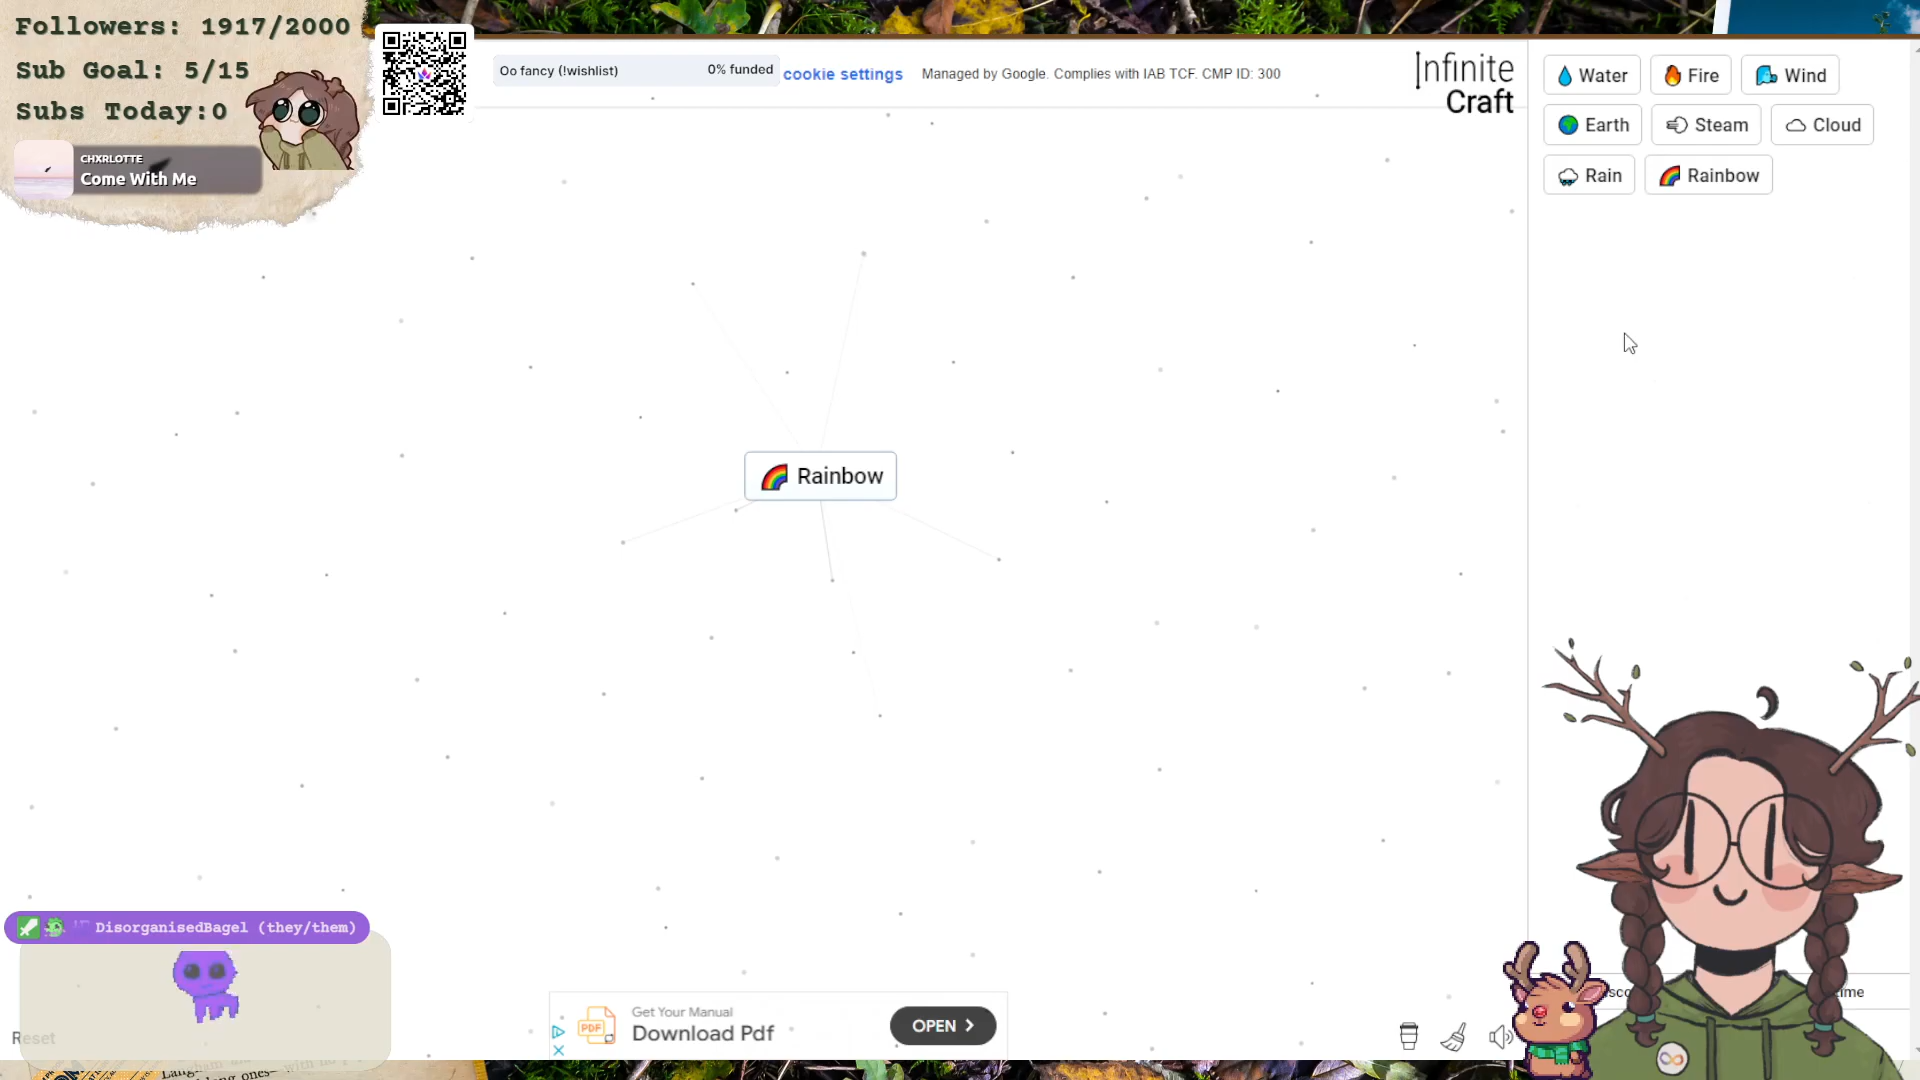 Followers: 1917/2000
Sub Goal: 5/15
Subs Today:0
CHXRLOTTE
Come With Me
Oo fancy (!wishlist) 0% funded
cookie settings Managed by Google. Complies with IAB TCF. CMP ID: 300
Infinite
Craft
Water Fire Wind
Earth Steam Cloud
Rain Rainbow
Rainbow
DisorganisedBagel (they/them)
Reset
Get Your Manual
Download Pdf
OPEN
PDF